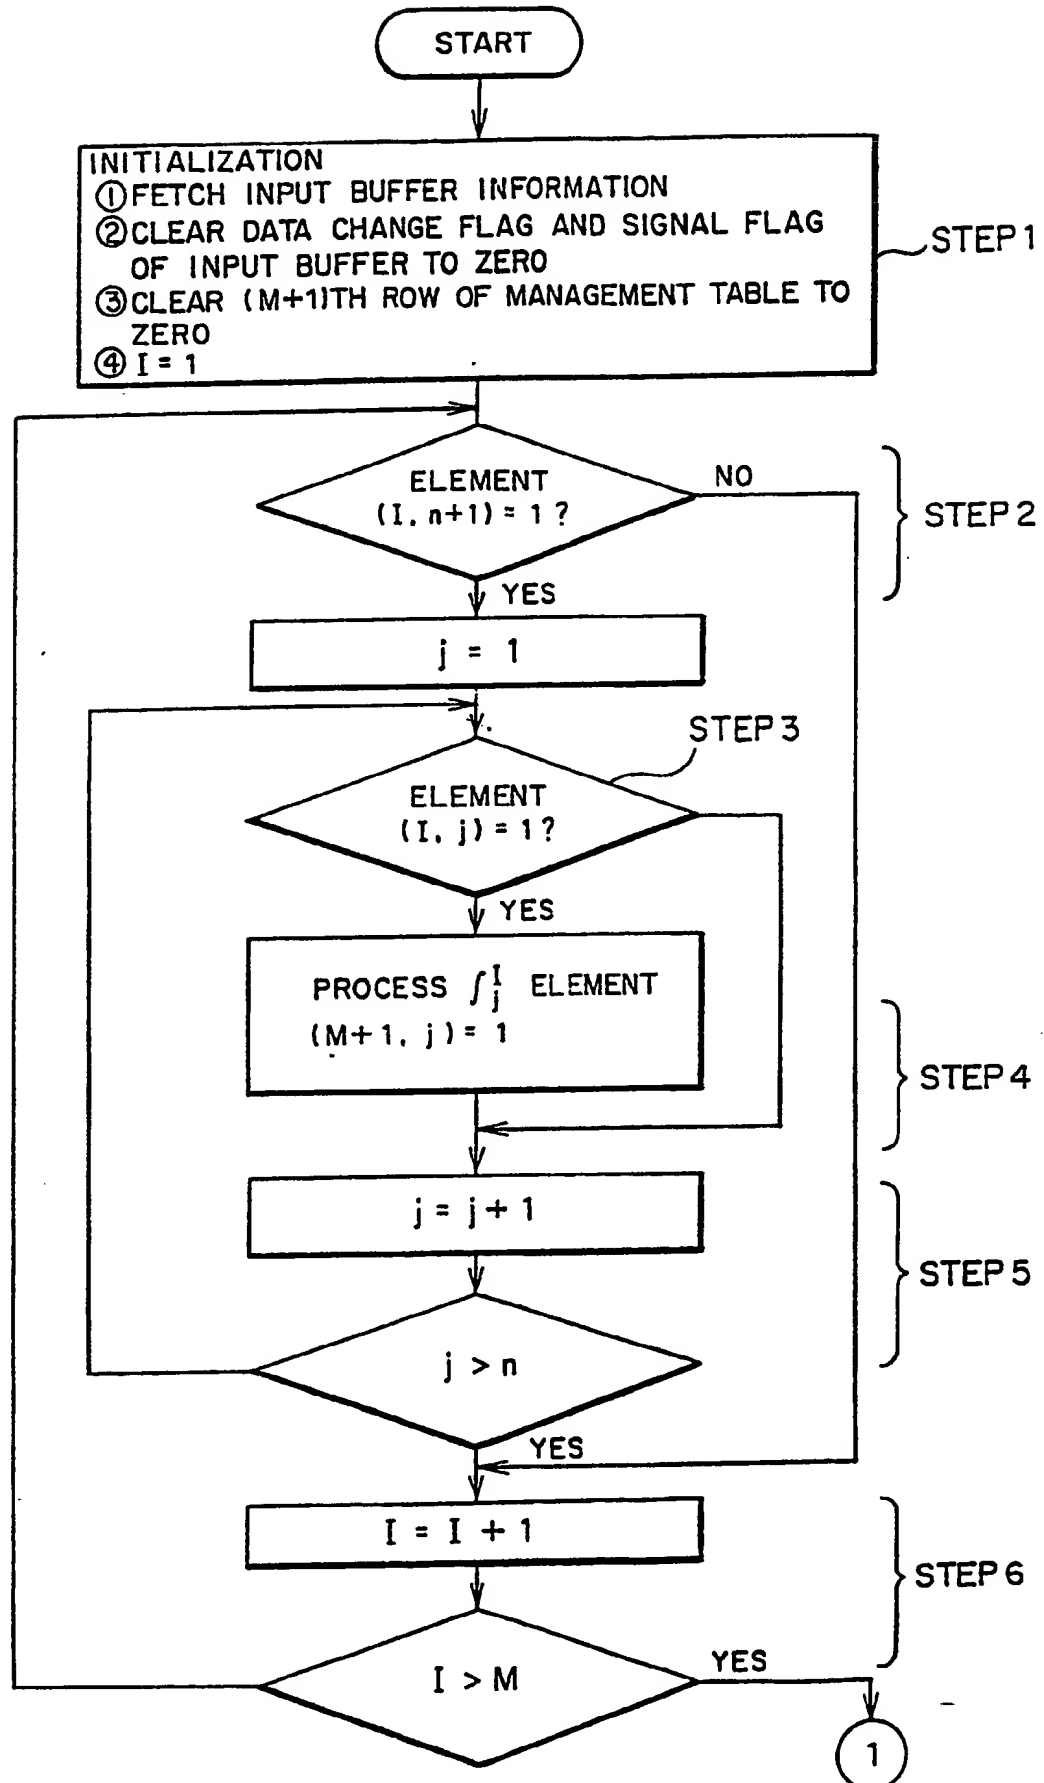 START
INITIALIZATION
①FETCH INPUT BUFFER INFORMATION
②CLEAR DATA CHANGE FLAG AND SIGNAL FLAG
OF INPUT BUFFER TO ZERO
③CLEAR (M+1)TH ROW OF MANAGEMENT TABLE TO
ZERO
④ I = 1
STEP 1
ELEMENT
(I, n+1) = 1 ?
NO
STEP 2
YES
j = 1
STEP 3
ELEMENT
(I, j) = 1 ?
YES
PROCESS ∫ᴵⱼ ELEMENT
(M+1, j) = 1
STEP 4
j = j + 1
STEP 5
j > n
YES
I = I + 1
STEP 6
I > M
YES
1